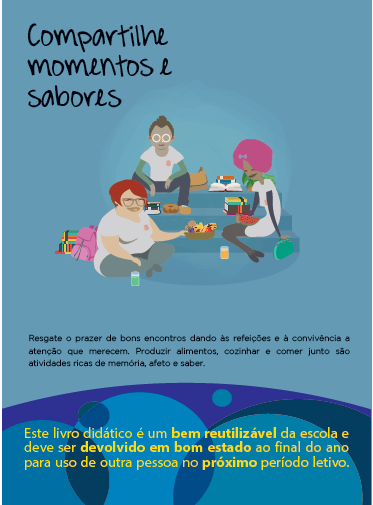 Compartilhe
momentos e
sabores
Resgate o prazer de bons encontros dando às refeições e à convivência a
atenção que merecem. Produzir alimentos, cozinhar e comer junto são
atividades ricas de memória, afeto e saber.
Este livro didático é um bem reutilizável da escola e
deve ser devolvido em bom estado ao final do ano
para uso de outra pessoa no próximo período letivo.